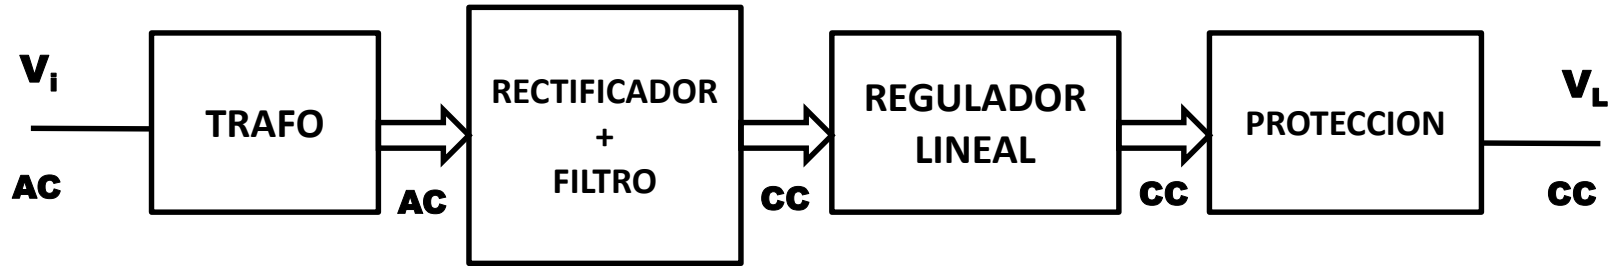 Vi
AC
TRAFO
AC
RECTIFICADOR
+
FILTRO
CC
REGULADOR
LINEAL
CC
PROTECCION
VL
CC